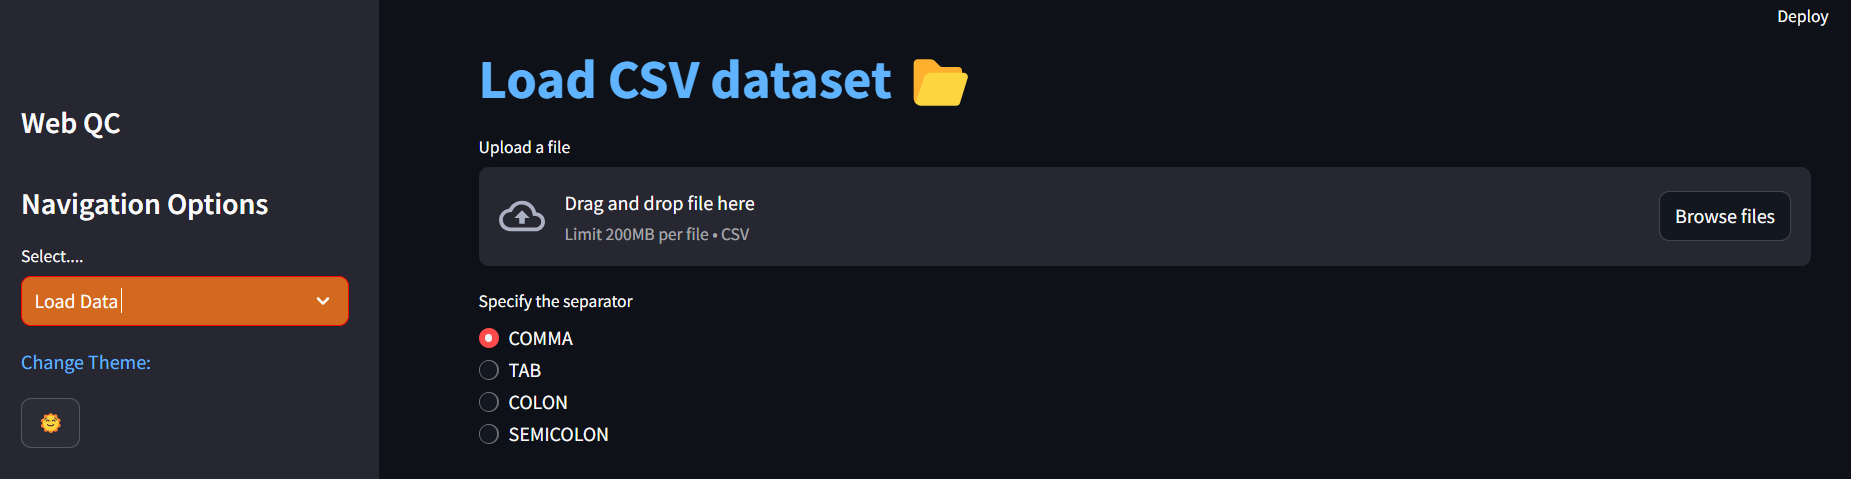 Deploy
Web QC
Navigation Options
Select....
Load Data
Change Theme:
Load CSV dataset
Upload a file
Drag and drop file here
Limit 200MB per file • CSV
Browse files
Specify the separator
COMMA
TAB
COLON
SEMICOLON